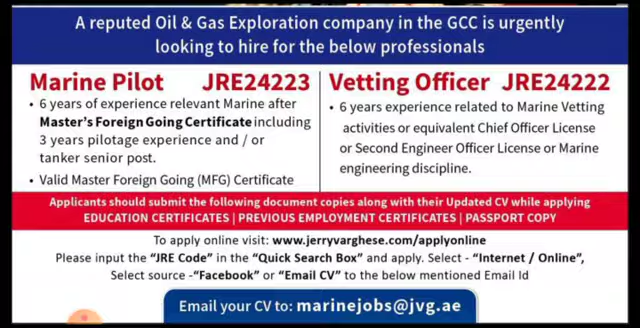 A reputed Oil & Gas Exploration company in the GCC is urgently
looking to hire for the below professionals
Marine Pilot JRE24223
• 6 years of experience relevant Marine after
Master's Foreign Going Certificate including
3 years pilotage experience and / or
tanker senior post.
• Valid Master Foreign Going (MFG) Certificate
Vetting Officer JRE24222
• 6 years experience related to Marine Vetting
activities or equivalent Chief Officer License
or Second Engineer Officer License or Marine
engineering discipline.
Applicants should submit the following document copies along with their Updated CV while applying
EDUCATION CERTIFICATES | PREVIOUS EMPLOYMENT CERTIFICATES | PASSPORT COPY
To apply online visit: www.jerryvarghese.com/applyonline
Please input the "JRE Code" in the "Quick Search Box" and apply. Select - "Internet / Online",
Select source -"Facebook" or "Email CV" to the below mentioned Email Id
Email your CV to: marinejobs@jvg.ae